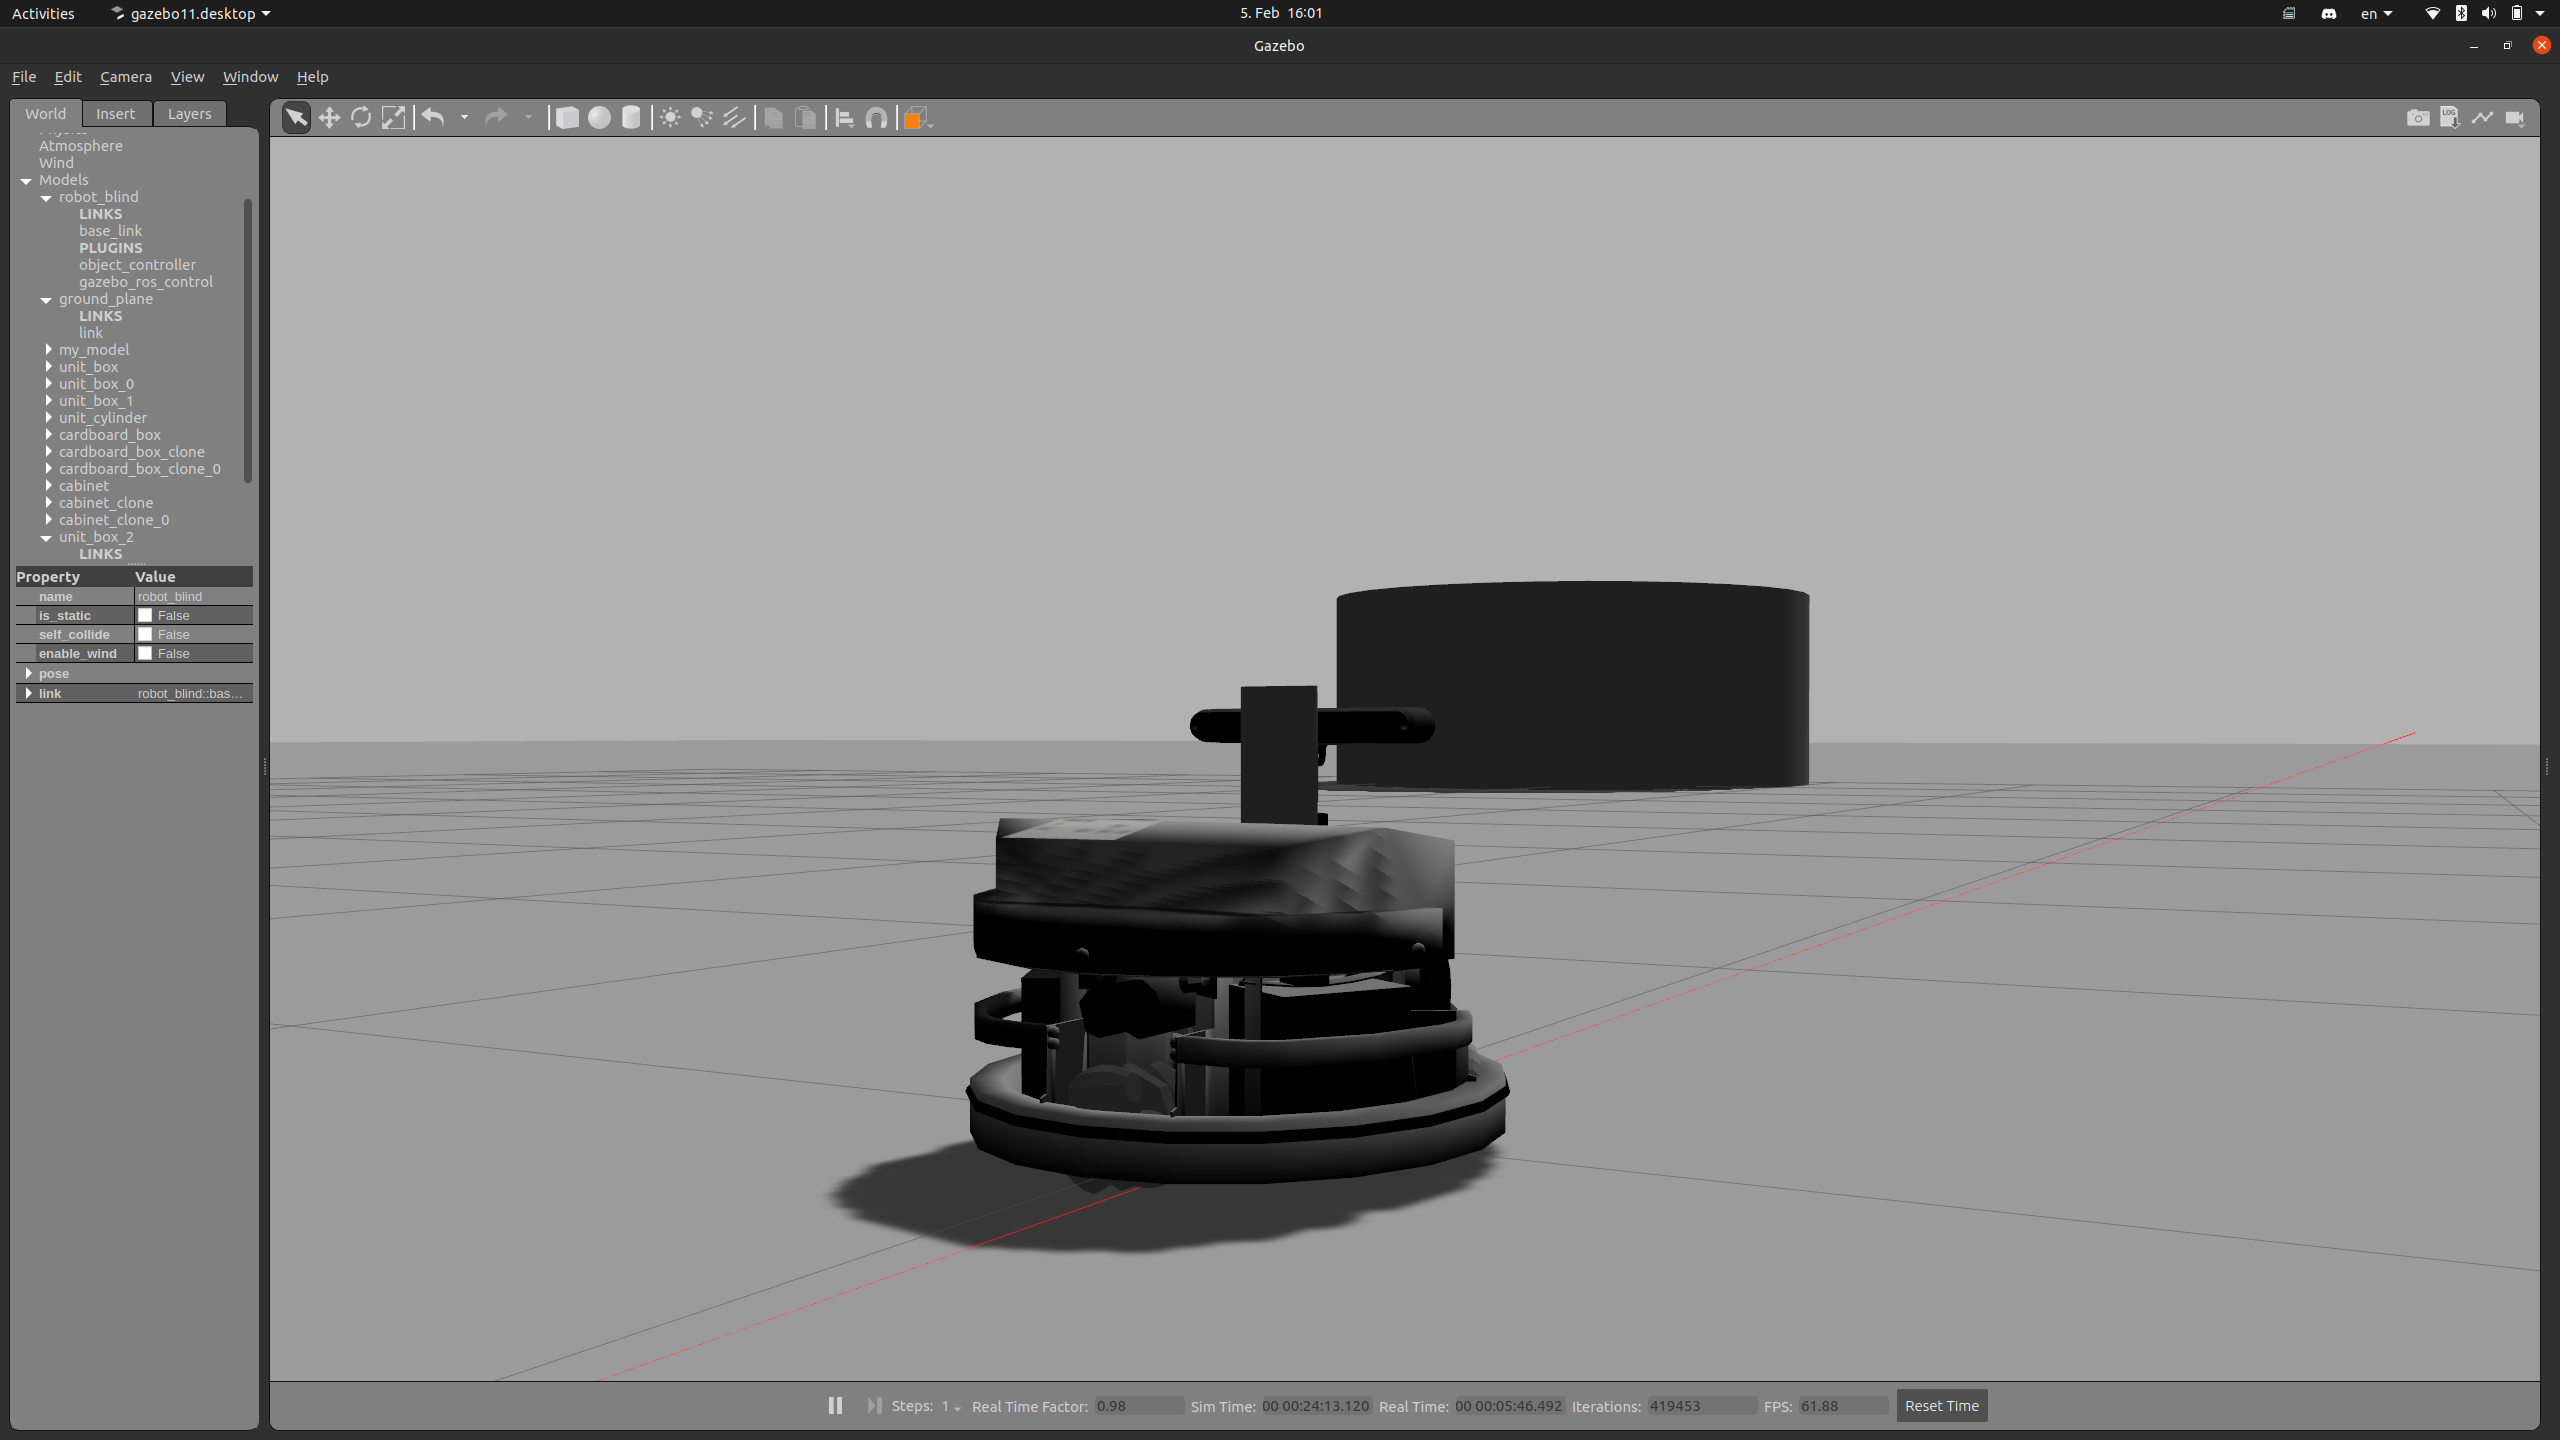 Activities gazebo11.desktop 5. Feb 16:01 en
Gazebo
File Edit Camera View Window Help
World Insert Layers
LOG
Atmosphere
Wind
Models
robot_blind
LINKS
base_link
PLUGINS
object_controller
gazebo_ros_control
ground_plane
LINKS
link
my_model
unit_box
unit_box_0
unit_box_1
unit_cylinder
cardboard_box
cardboard_box_clone
cardboard_box_clone_0
cabinet
cabinet_clone
cabinet_clone_0
unit_box_2
LINKS
Property Value
name robot_blind
is_static False
self_collide False
enable_wind False
pose
link robot_blind::bas...
Steps: 1 Real Time Factor: 0.98 Sim Time: 00 00:24:13.120 Real Time: 00 00:05:46.492 Iterations: 419453 FPS: 61.88 Reset Time